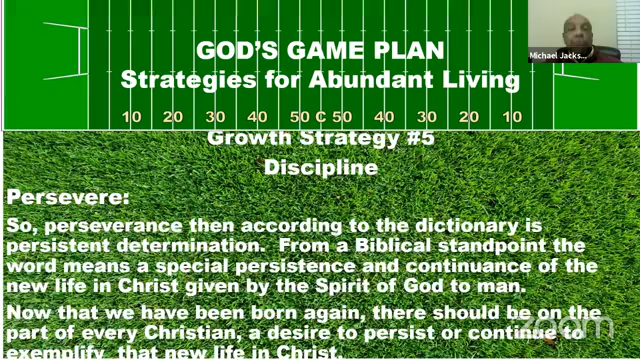 GOD'S GAME PLAN
Strategies for Abundant Living
Michael Jacks...
10 20 30 40 50 C 50 40 30 20 10
Growth Strategy #5
Discipline
Persevere:
So, perseverance then according to the dictionary is
persistent determination. From a Biblical standpoint the
word means a special persistence and continuance of the
new life in Christ given by the Spirit of God to man.
Now that we have been born again, there should be on the
part of every Christian, a desire to persist or continue to
exemplify that new life in Christ.
zoom